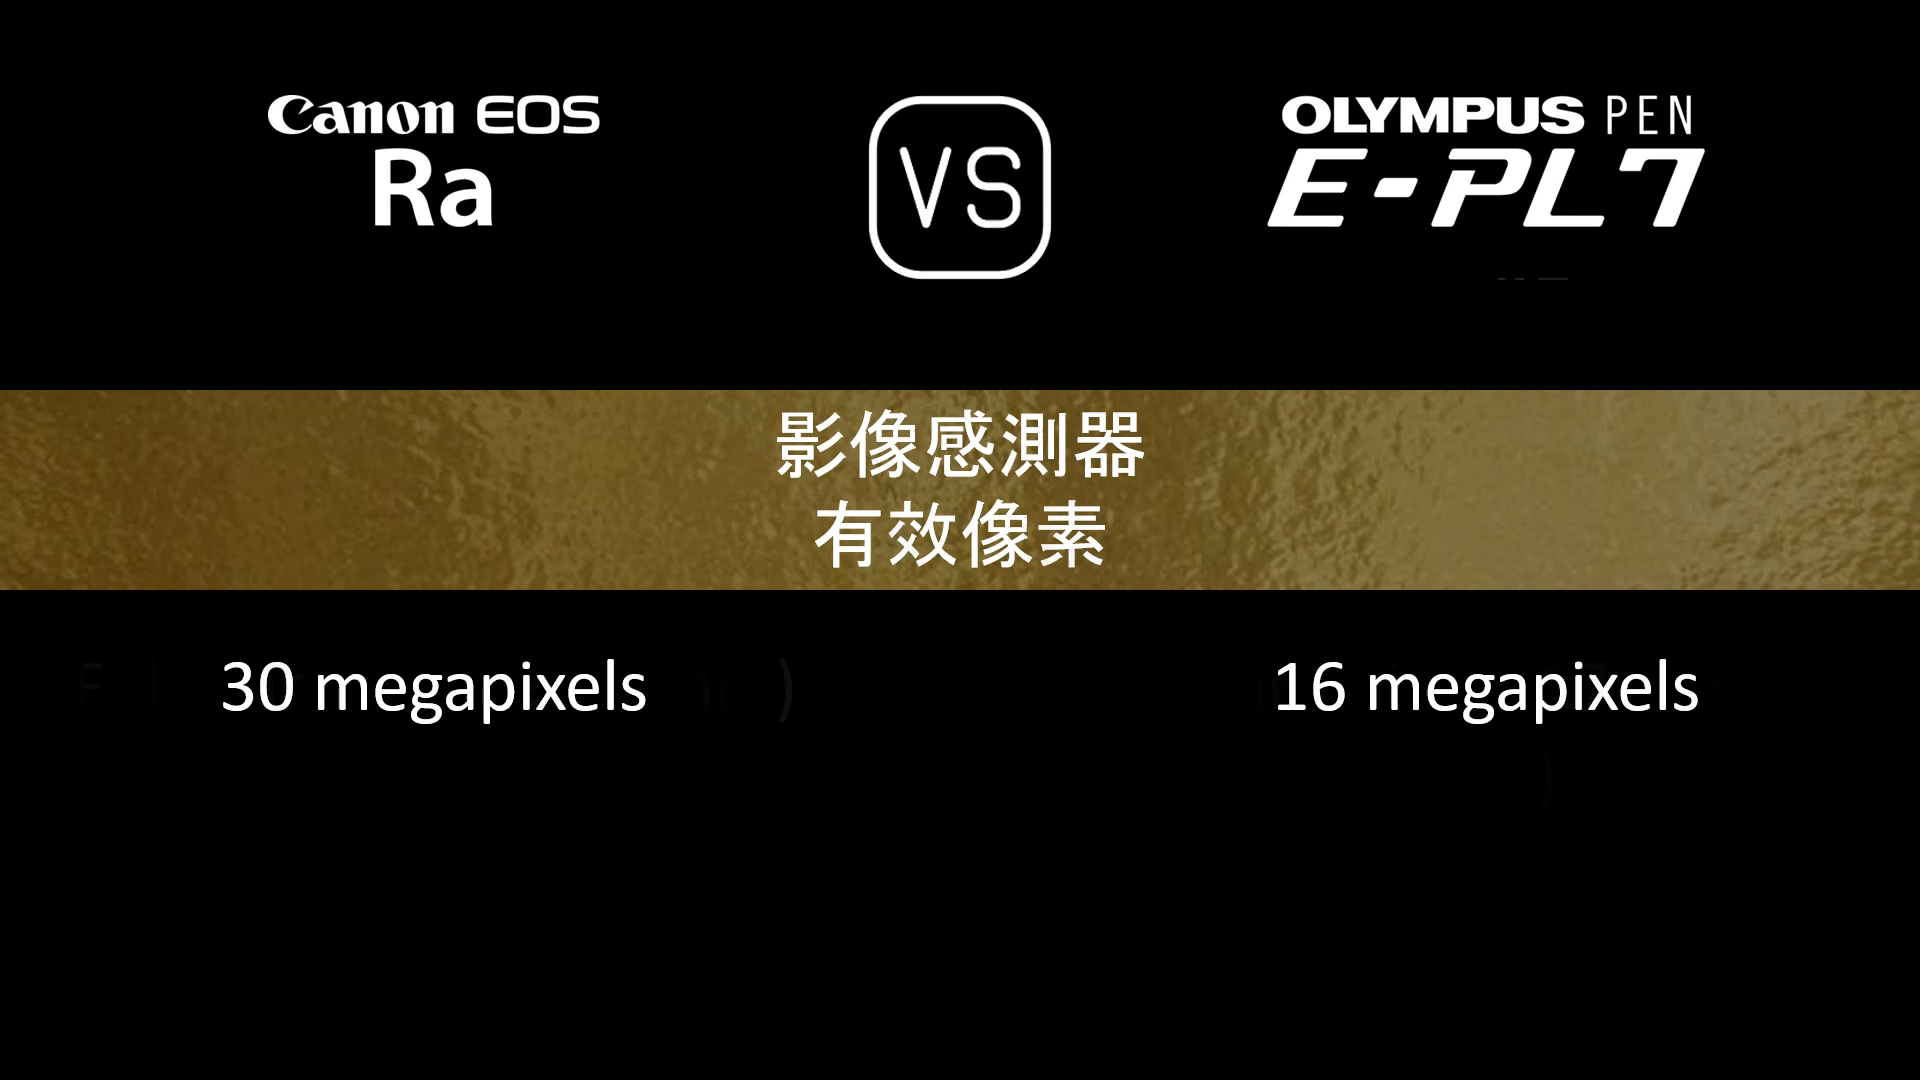 Canon EOS
Ra
VS
OLYMPUS PEN
E-PL7
影像感測器
有效像素
30 megapixels
16 megapixels